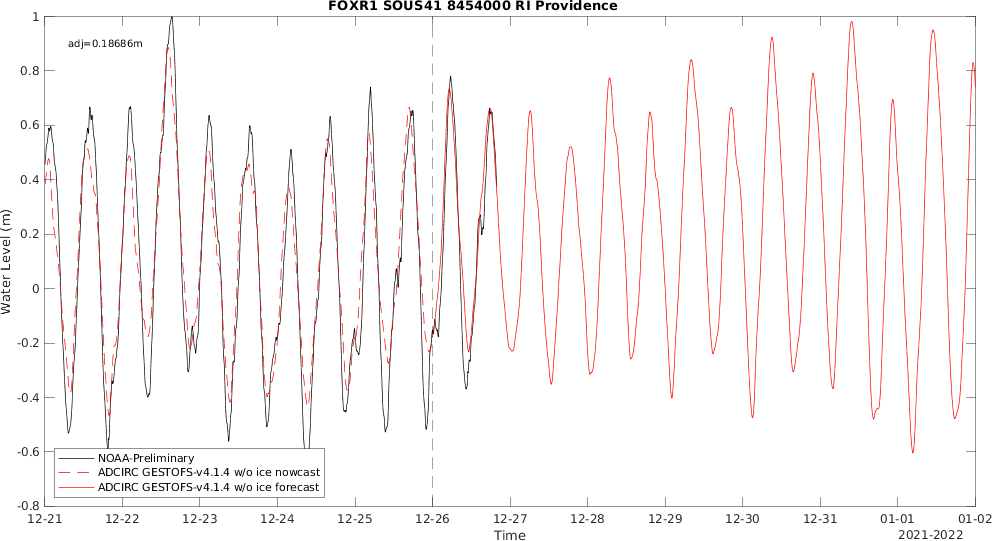 FOXR1 SOUS41 8454000 RI Providence
adj=0.18686m
Water Level (m)
1
0.8
0.6
0.4
0.2
0
-0.2
-0.4
-0.6
-0.8
NOAA-Preliminary
ADCIRC GESTOFS-v4.1.4 w/o ice nowcast
ADCIRC GESTOFS-v4.1.4 w/o ice forecast
12-21 12-22 12-23 12-24 12-25 12-26 12-27 12-28 12-29 12-30 12-31 01-01 01-02
Time
2021-2022